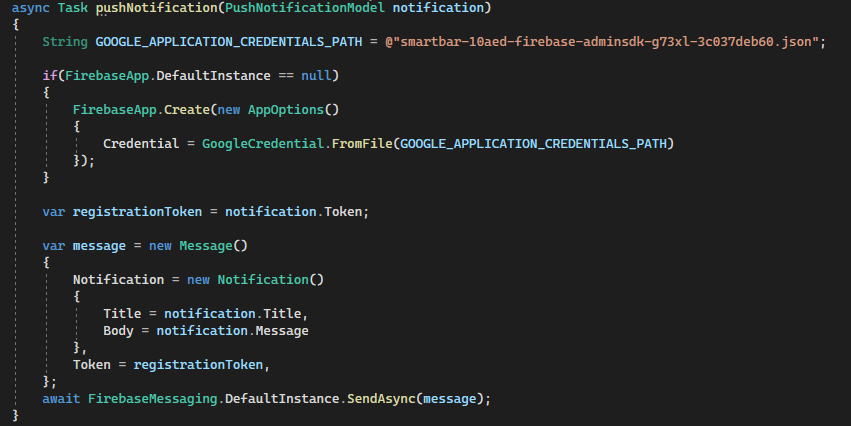 async Task pushNotification(PushNotificationModel notification)
{
String GOOGLE_APPLICATION_CREDENTIALS_PATH = @"smartbar-10aed-firebase-adminsdk-g73xl-3c037deb60.json";
if(FirebaseApp.DefaultInstance == null)
{
FirebaseApp.Create(new AppOptions()
{
Credential = GoogleCredential.FromFile(GOOGLE_APPLICATION_CREDENTIALS_PATH)
});
}
var registrationToken = notification.Token;
var message = new Message()
{
Notification = new Notification()
{
Title = notification.Title,
Body = notification.Message
},
Token = registrationToken,
};
await FirebaseMessaging.DefaultInstance.SendAsync(message);
}